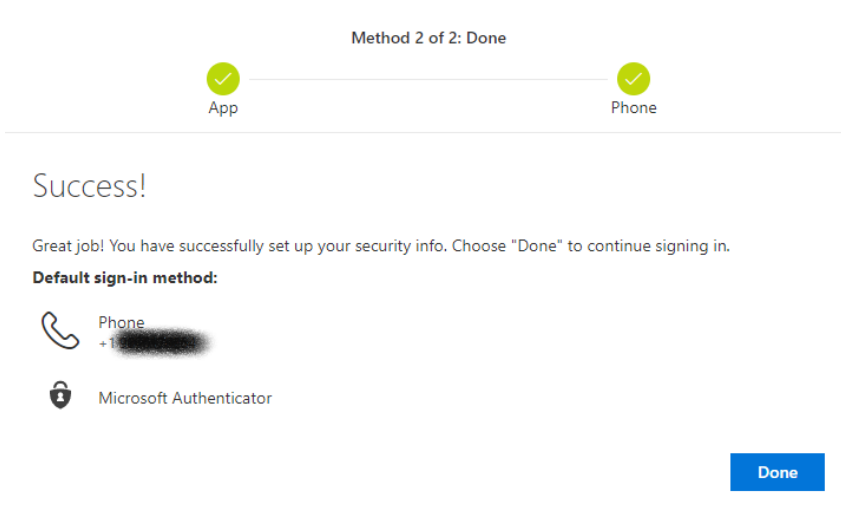 Method 2 of 2: Done
App
Phone
Success!
Great job! You have successfully set up your security info. Choose "Done" to continue signing in.
Default sign-in method:
Phone
+1
Microsoft Authenticator
Done